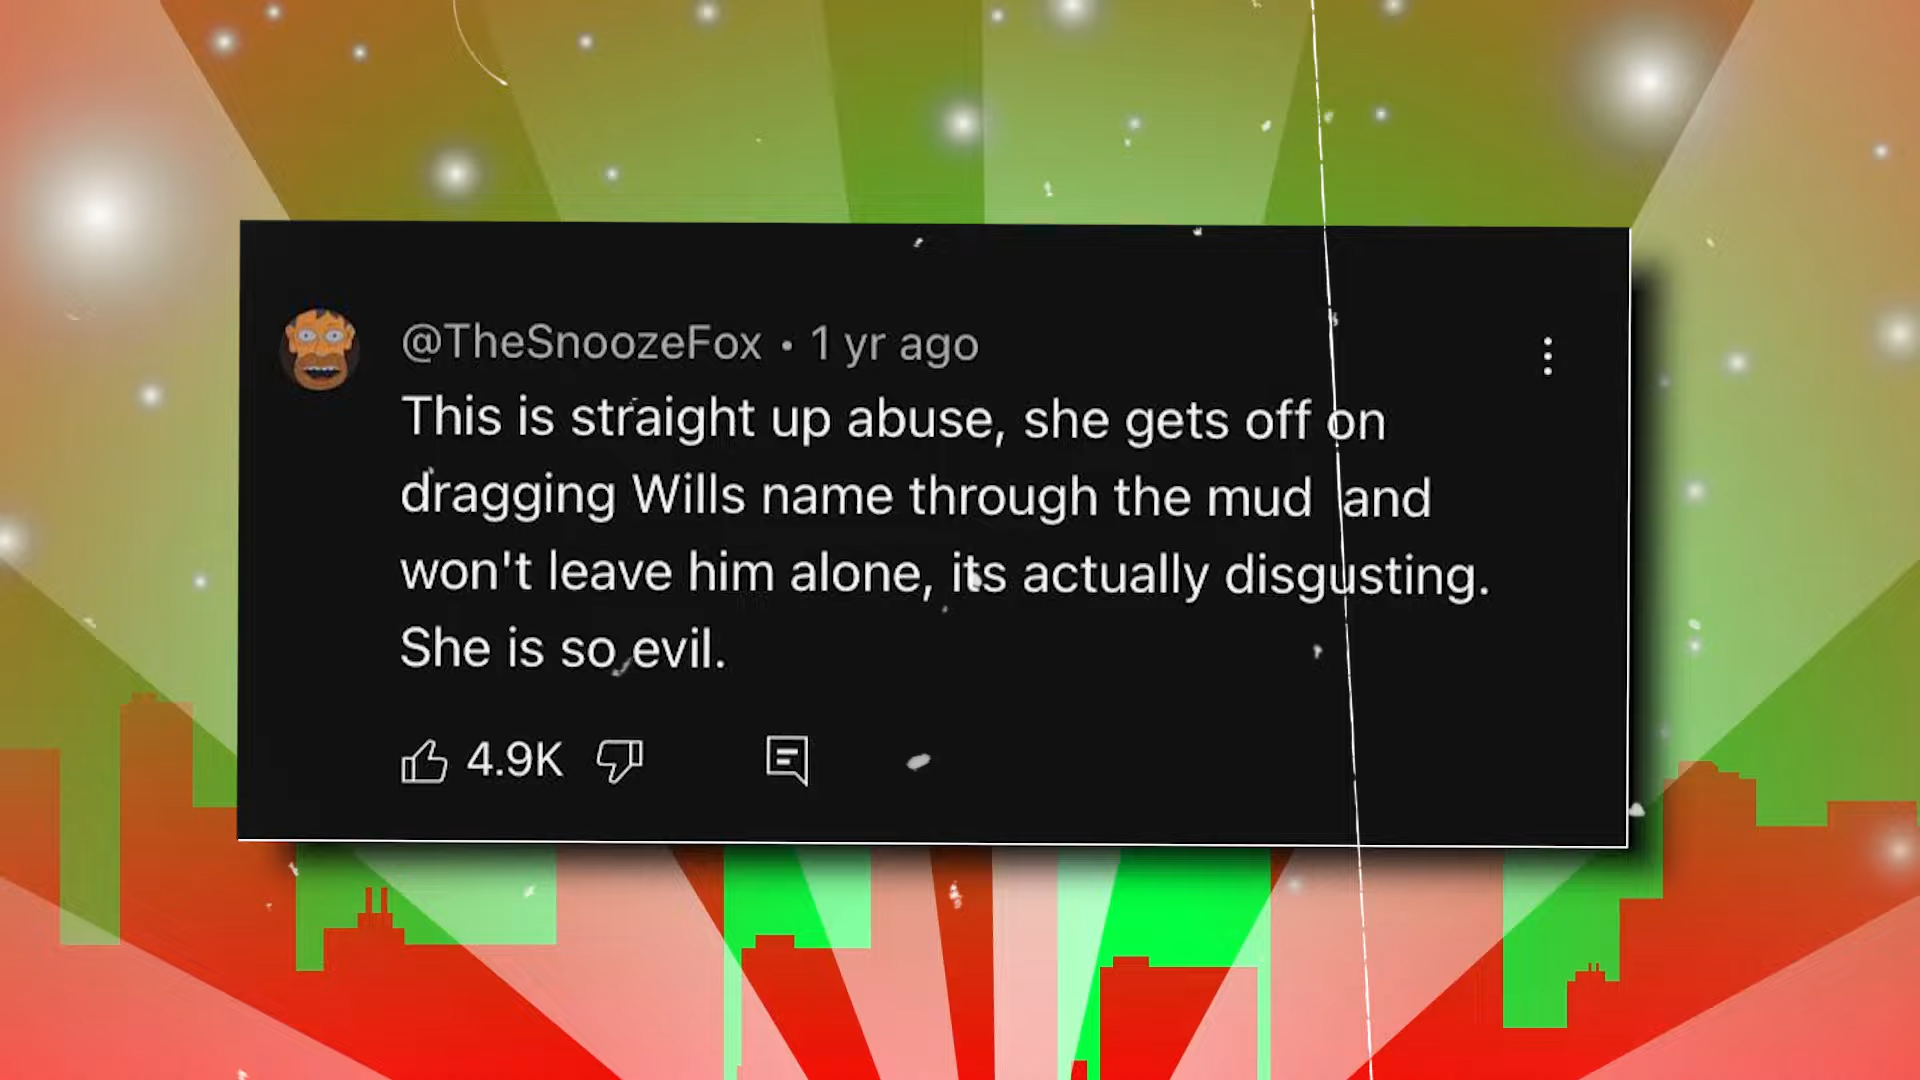 @TheSnoozeFox • 1 yr ago
This is straight up abuse, she gets off on
dragging Wills name through the mud  and
won't leave him alone, its actually disgusting.
She is so evil.
4.9K